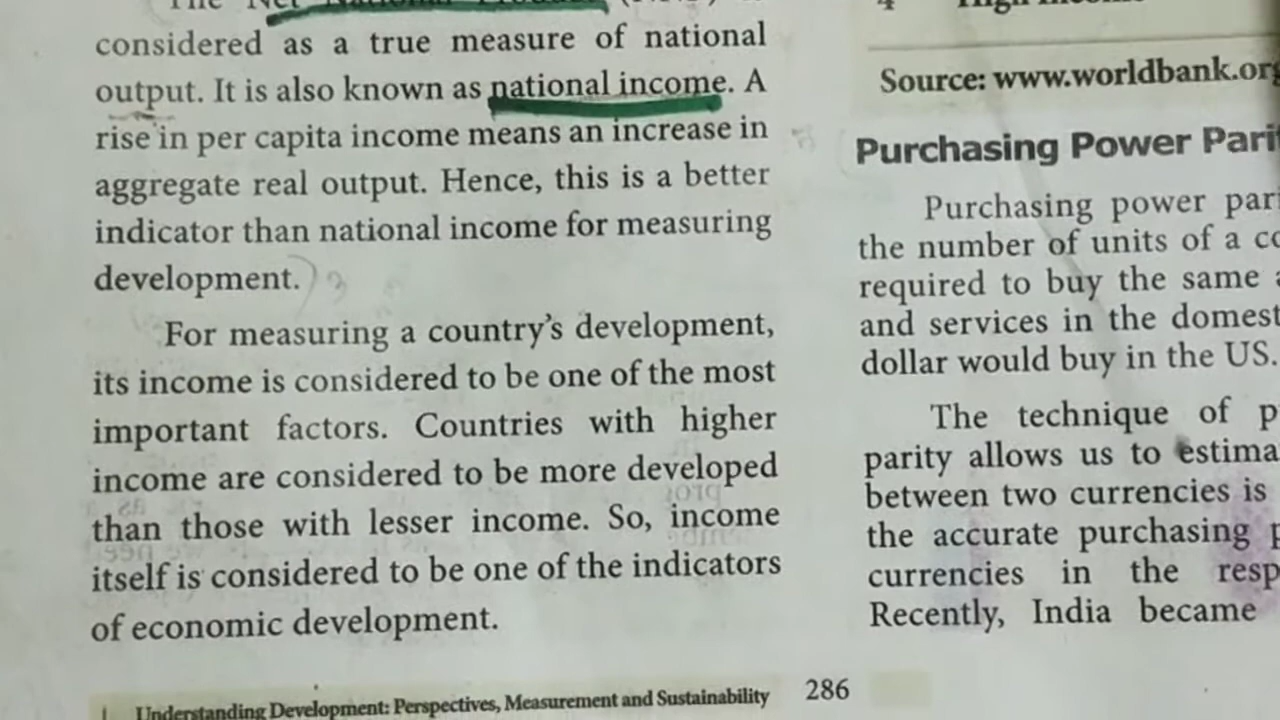 The Net National
considered as a true measure of national
output. It is also known as national income. A
rise in per capita income means an increase in
aggregate real output. Hence, this is a better
indicator than national income for measuring
development.
For measuring a country's development,
its income is considered to be one of the most
important factors. Countries with higher
income are considered to be more developed
than those with lesser income. So, income
itself is considered to be one of the indicators
of economic development.
Understanding Development: Perspectives, Measurement and Sustainability
286
4 High Income
Source: www.worldbank.org
Purchasing Power Pari
Purchasing power par
the number of units of a co
required to buy the same a
and services in the domest
dollar would buy in the US.
The technique of p
parity allows us to estima
between two currencies is
the accurate purchasing p
currencies in the resp
Recently, India became